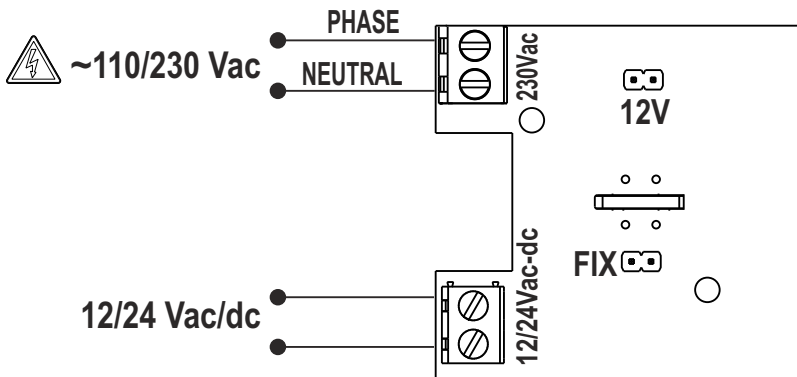 PHASE
~110/230 Vac
NEUTRAL
230Vac
12V
FIX
12/24 Vac/dc
12/24Vac-dc